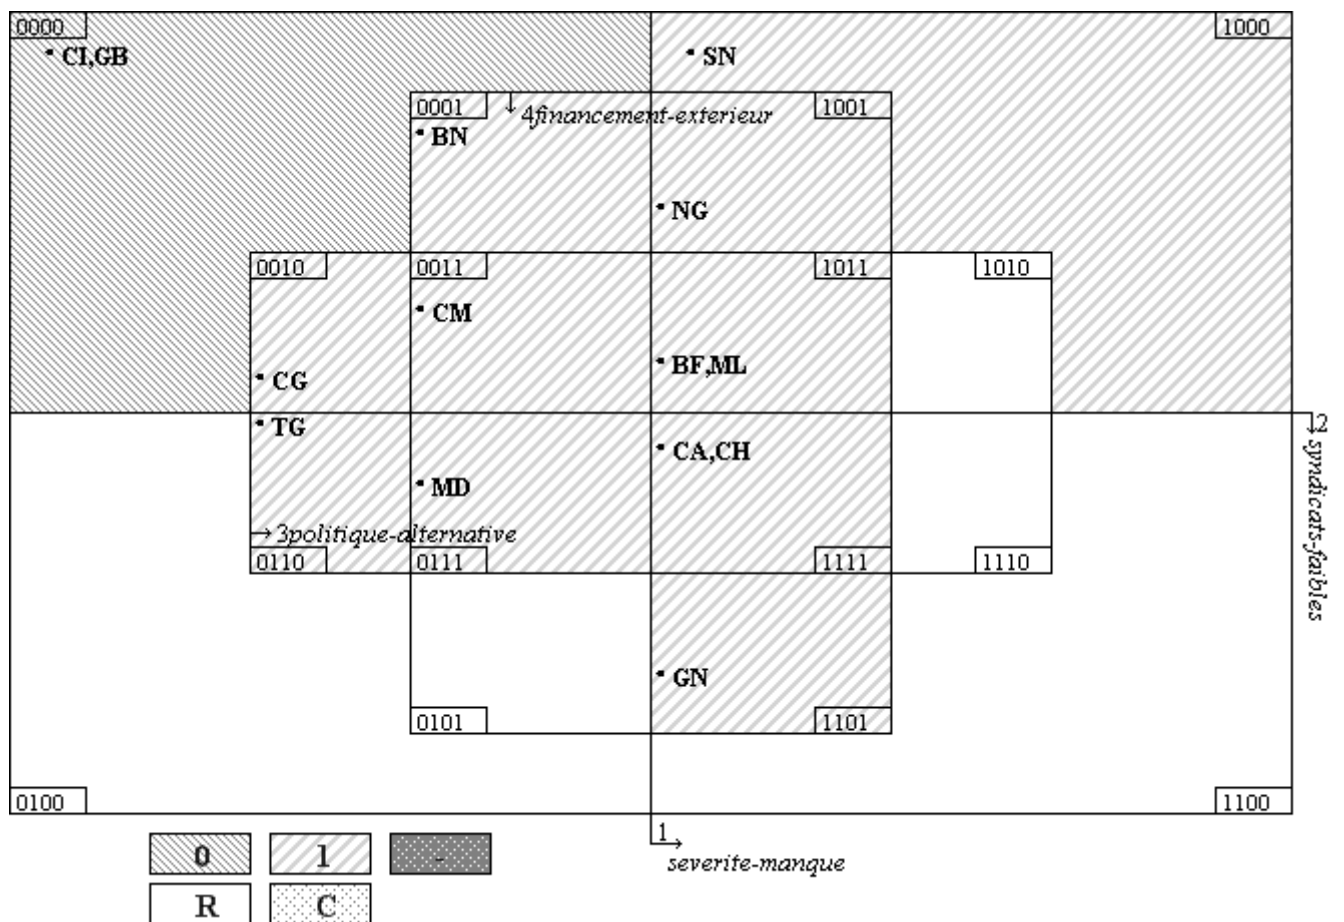 0000
1000
CI,GB
SN
0001
4financement-exterieur
1001
BN
NG
0010
0011
1011
1010
CM
BF,ML
CG
TG
2
syndicats-faibles
CA,CH
MD
3politique-alternative
0110
0111
1111
1110
GN
0101
1101
0100
1100
1
severite-manque
0
1
-
R
C